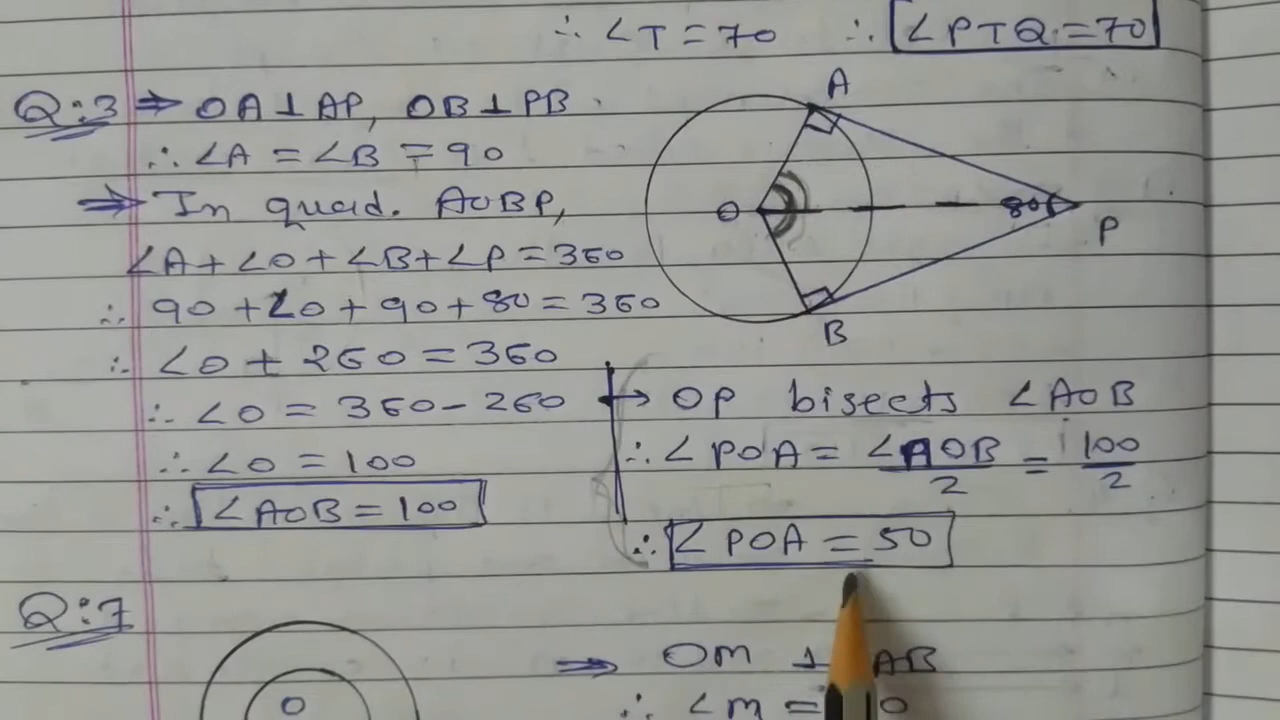 ∴ ∠T = 70 ∴ ∠PTQ = 70
Q:3 ⇒ OA ⊥ AP, OB ⊥ PB
∴ ∠A = ∠B = 90
⇒ In quad. AOBP,
∠A + ∠O + ∠B + ∠P = 360
∴ 90 + ∠O + 90 + 80 = 360
∴ ∠O + 260 = 360
∴ ∠O = 360 - 260
∴ ∠O = 100
∴ ∠AOB = 100
A
O
80
P
B
→ OP bisects ∠AOB
∴ ∠POA = ∠AOB/2 = 100/2
∴ ∠POA = 50
Q:7
O
⇒ OM ⊥ AB
∴ ∠M =